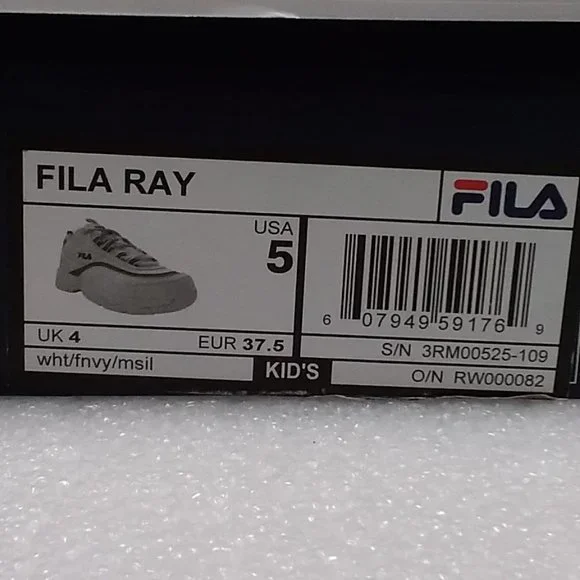 FILA RAY
FILA
USA
5
FILA
UK 4
EUR 37.5
wht/fnvy/msil
KID'S
6 07949 59176 9
S/N 3RM00525-109
O/N RW000082